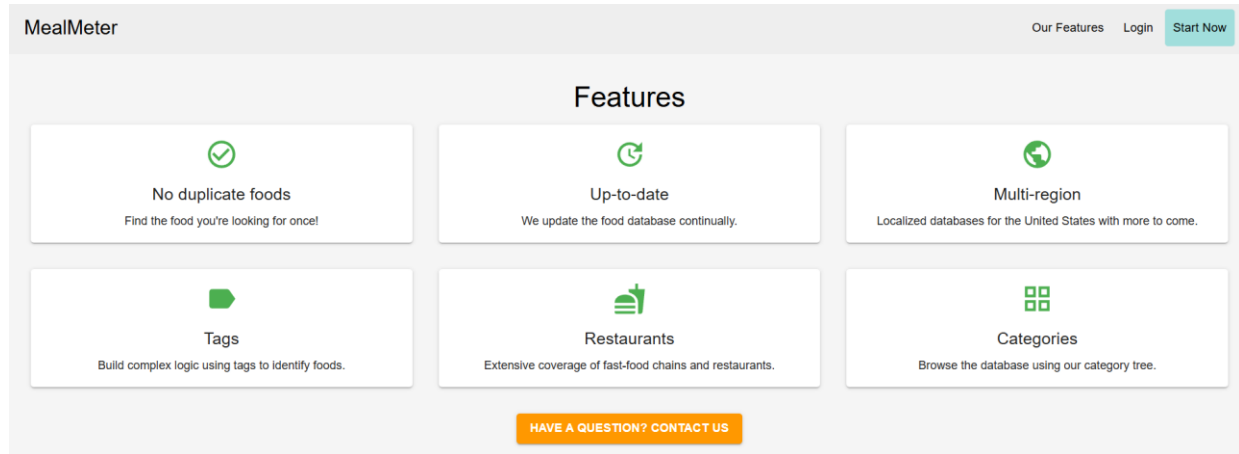 MealMeter
Our Features
Login
Start Now
Features
No duplicate foods
Find the food you're looking for once!
Up-to-date
We update the food database continually.
Multi-region
Localized databases for the United States with more to come.
Tags
Build complex logic using tags to identify foods.
Restaurants
Extensive coverage of fast-food chains and restaurants.
Categories
Browse the database using our category tree.
HAVE A QUESTION? CONTACT US